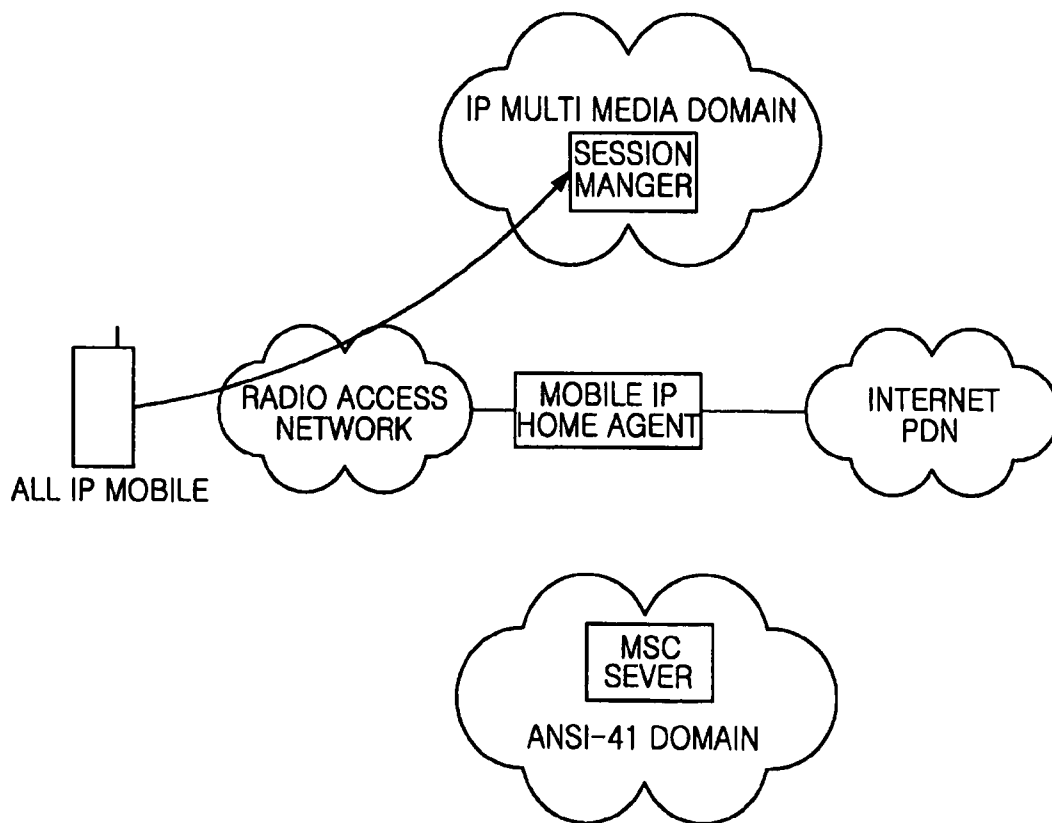 IP MULTI MEDIA DOMAIN
SESSION
MANGER
RADIO ACCESS
NETWORK
MOBILE IP
HOME AGENT
INTERNET
PDN
ALL IP MOBILE
MSC
SEVER
ANSI-41 DOMAIN